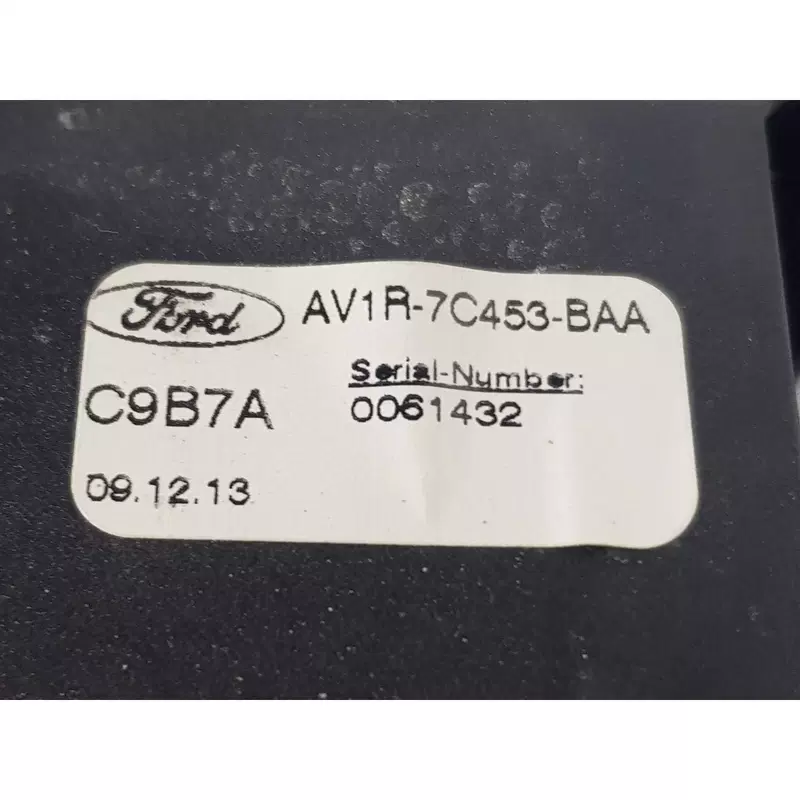 Ford AV1R-7C453-BAA
Serial-Number:
C9B7A 0061432
09.12.13